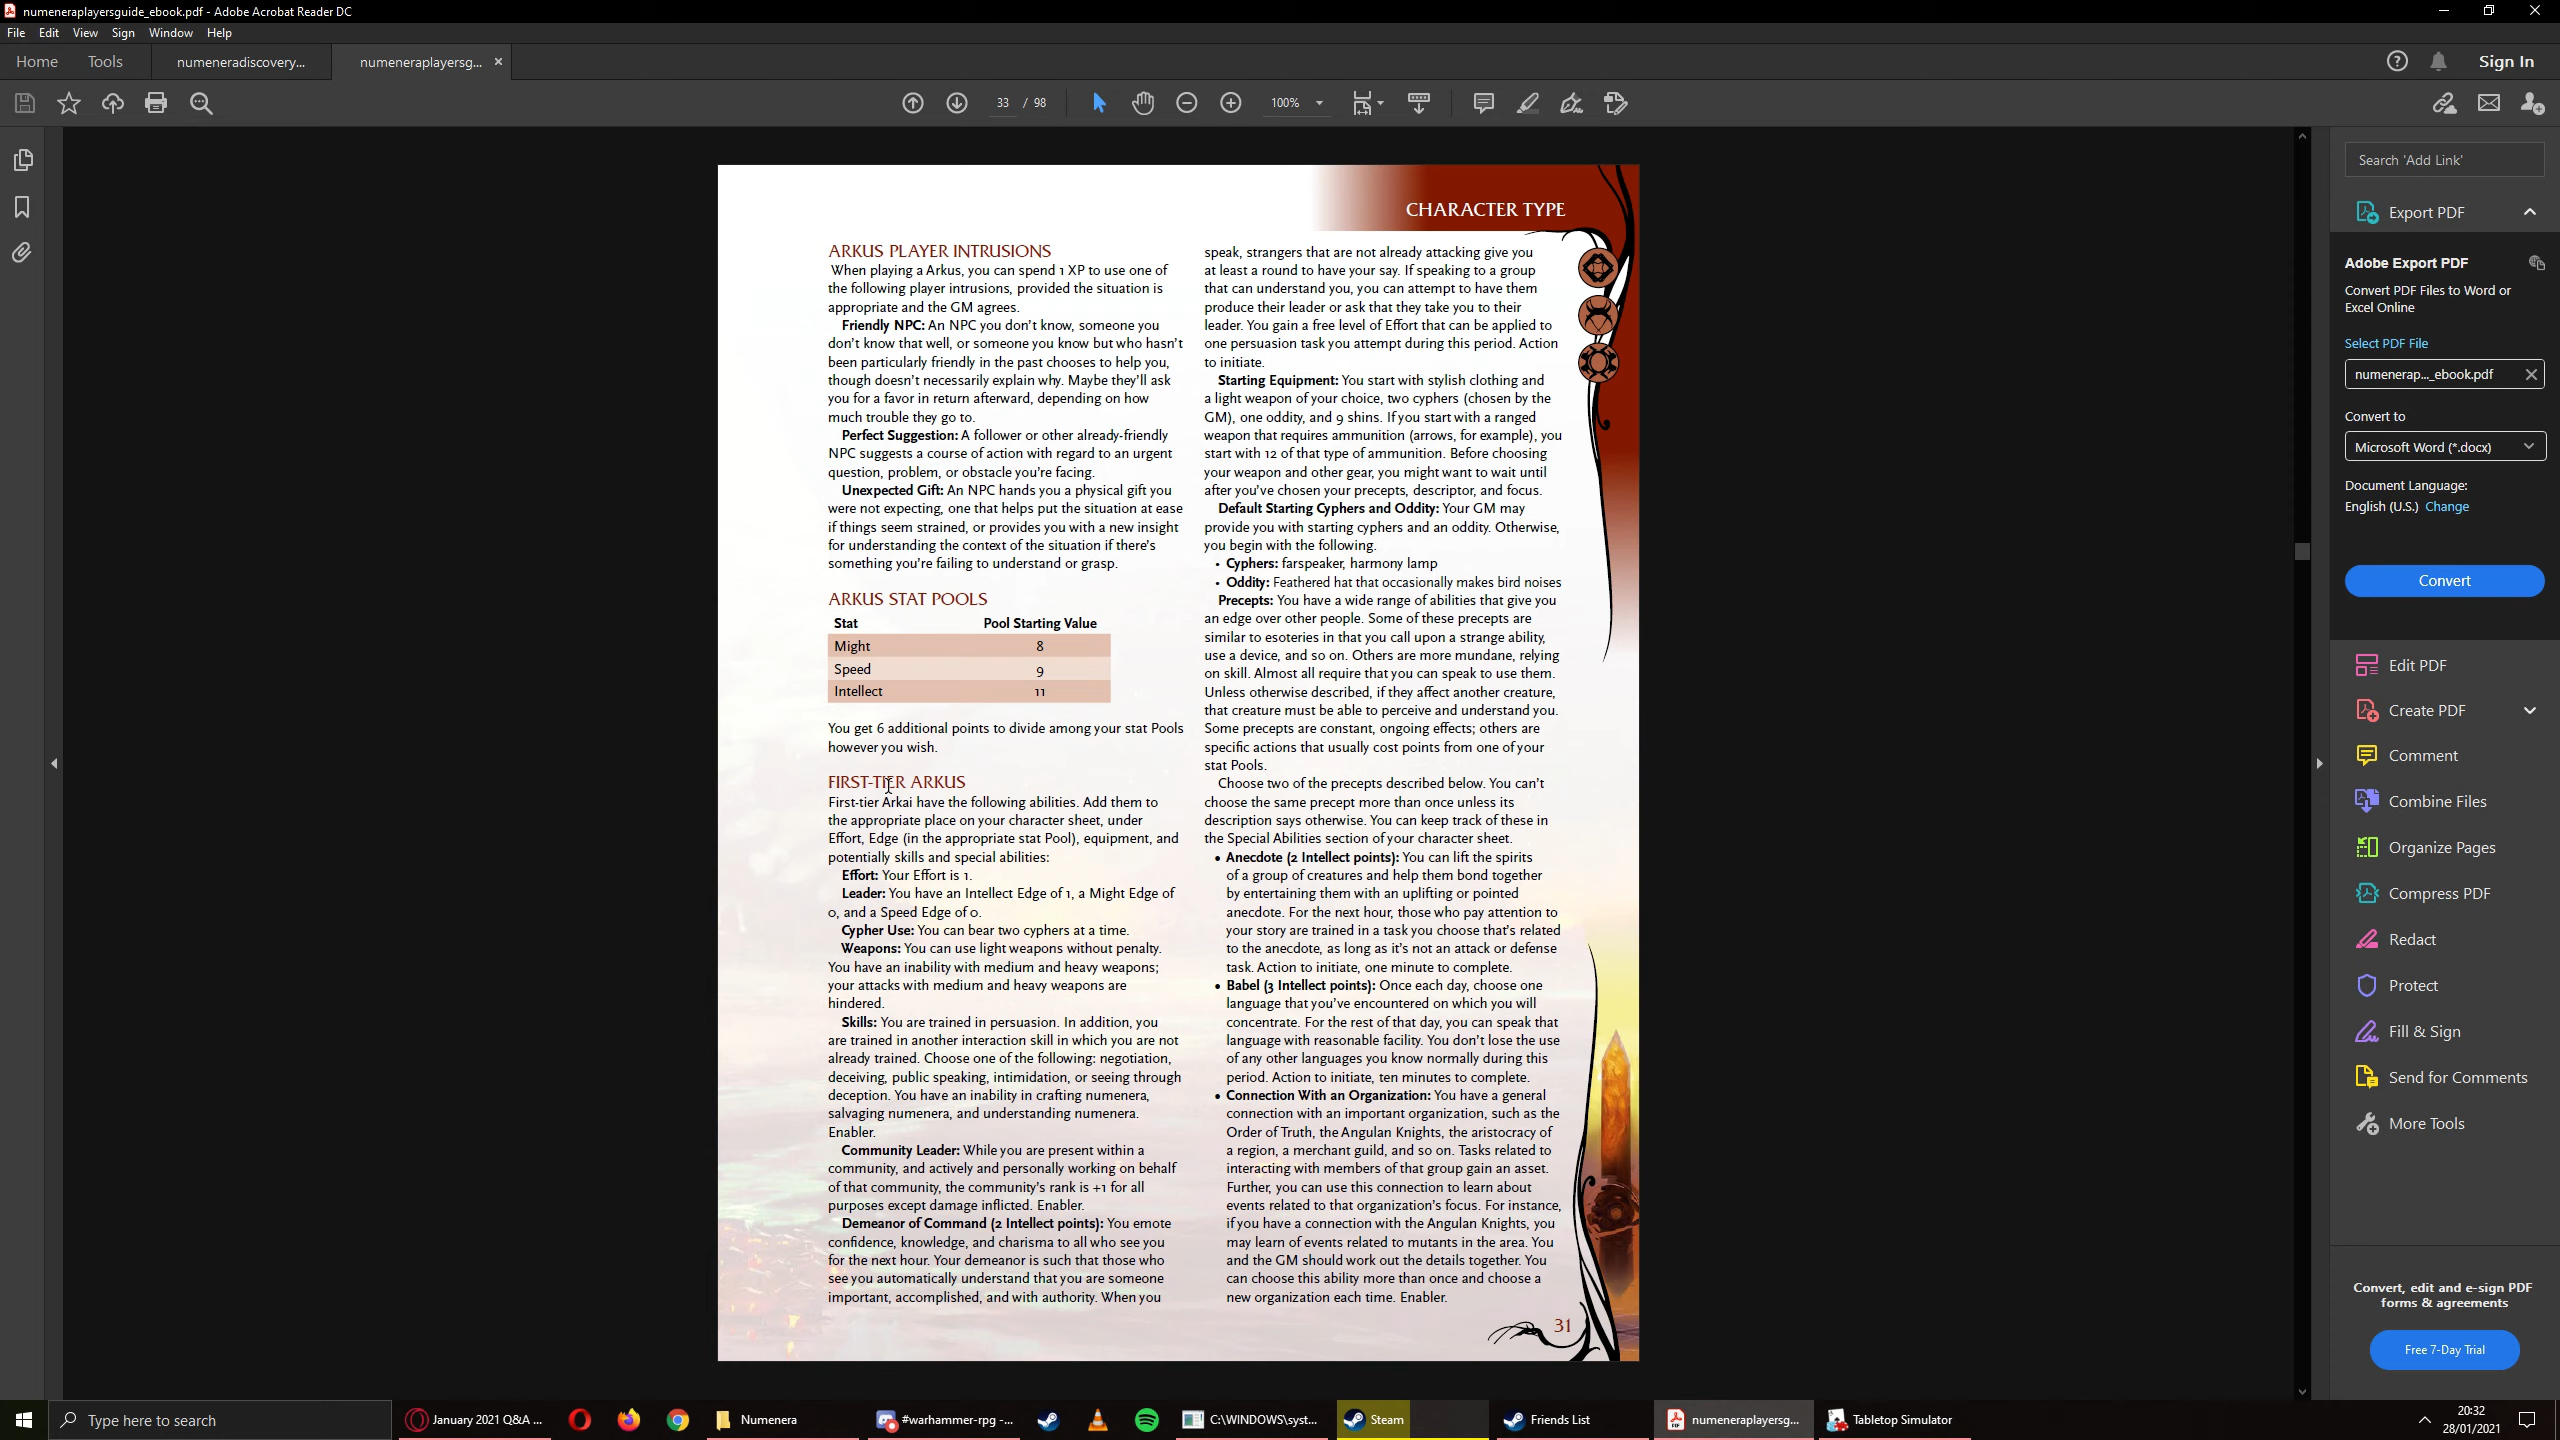 numeneraplayersguide_ebook.pdf - Adobe Acrobat Reader DC
File Edit View Sign Window Help
Home Tools numeneradiscovery... numeneraplayersg... × Sign In
33 / 98 100%
CHARACTER TYPE
ARKUS PLAYER INTRUSIONS
When playing a Arkus, you can spend 1 XP to use one of
the following player intrusions, provided the situation is
appropriate and the GM agrees.
Friendly NPC: An NPC you don't know, someone you
don't know that well, or someone you know but who hasn't
been particularly friendly in the past chooses to help you,
though doesn't necessarily explain why. Maybe they'll ask
you for a favor in return afterward, depending on how
much trouble they go to.
Perfect Suggestion: A follower or other already-friendly
NPC suggests a course of action with regard to an urgent
question, problem, or obstacle you're facing.
Unexpected Gift: An NPC hands you a physical gift you
were not expecting, one that helps put the situation at ease
if things seem strained, or provides you with a new insight
for understanding the context of the situation if there's
something you're failing to understand or grasp.
ARKUS STAT POOLS
Stat Pool Starting Value
Might 8
Speed 9
Intellect 11
You get 6 additional points to divide among your stat Pools
however you wish.
FIRST-TIER ARKUS
First-tier Arkai have the following abilities. Add them to
the appropriate place on your character sheet, under
Effort, Edge (in the appropriate stat Pool), equipment, and
potentially skills and special abilities:
Effort: Your Effort is 1.
Leader: You have an Intellect Edge of 1, a Might Edge of
0, and a Speed Edge of 0.
Cypher Use: You can bear two cyphers at a time.
Weapons: You can use light weapons without penalty.
You have an inability with medium and heavy weapons;
your attacks with medium and heavy weapons are
hindered.
Skills: You are trained in persuasion. In addition, you
are trained in another interaction skill in which you are not
already trained. Choose one of the following: negotiation,
deceiving, public speaking, intimidation, or seeing through
deception. You have an inability in crafting numenera,
salvaging numenera, and understanding numenera.
Enabler.
Community Leader: While you are present within a
community, and actively and personally working on behalf
of that community, the community's rank is +1 for all
purposes except damage inflicted. Enabler.
Demeanor of Command (2 Intellect points): You emote
confidence, knowledge, and charisma to all who see you
for the next hour. Your demeanor is such that those who
see you automatically understand that you are someone
important, accomplished, and with authority. When you
speak, strangers that are not already attacking give you
at least a round to have your say. If speaking to a group
that can understand you, you can attempt to have them
produce their leader or ask that they take you to their
leader. You gain a free level of Effort that can be applied to
one persuasion task you attempt during this period. Action
to initiate.
Starting Equipment: You start with stylish clothing and
a light weapon of your choice, two cyphers (chosen by the
GM), one oddity, and 9 shins. If you start with a ranged
weapon that requires ammunition (arrows, for example), you
start with 12 of that type of ammunition. Before choosing
your weapon and other gear, you might want to wait until
after you've chosen your precepts, descriptor, and focus.
Default Starting Cyphers and Oddity: Your GM may
provide you with starting cyphers and an oddity. Otherwise,
you begin with the following.
• Cyphers: farspeaker, harmony lamp
• Oddity: Feathered hat that occasionally makes bird noises
Precepts: You have a wide range of abilities that give you
an edge over other people. Some of these precepts are
similar to esoteries in that you call upon a strange ability,
use a device, and so on. Others are more mundane, relying
on skill. Almost all require that you can speak to use them.
Unless otherwise described, if they affect another creature,
that creature must be able to perceive and understand you.
Some precepts are constant, ongoing effects; others are
specific actions that usually cost points from one of your
stat Pools.
Choose two of the precepts described below. You can't
choose the same precept more than once unless its
description says otherwise. You can keep track of these in
the Special Abilities section of your character sheet.
• Anecdote (2 Intellect points): You can lift the spirits
of a group of creatures and help them bond together
by entertaining them with an uplifting or pointed
anecdote. For the next hour, those who pay attention to
your story are trained in a task you choose that's related
to the anecdote, as long as it's not an attack or defense
task. Action to initiate, one minute to complete.
• Babel (3 Intellect points): Once each day, choose one
language that you've encountered on which you will
concentrate. For the rest of that day, you can speak that
language with reasonable facility. You don't lose the use
of any other languages you know normally during this
period. Action to initiate, ten minutes to complete.
• Connection With an Organization: You have a general
connection with an important organization, such as the
Order of Truth, the Angulan Knights, the aristocracy of
a region, a merchant guild, and so on. Tasks related to
interacting with members of that group gain an asset.
Further, you can use this connection to learn about
events related to that organization's focus. For instance,
if you have a connection with the Angulan Knights, you
may learn of events related to mutants in the area. You
and the GM should work out the details together. You
can choose this ability more than once and choose a
new organization each time. Enabler.
31
Search 'Add Link'
Export PDF
Adobe Export PDF
Convert PDF Files to Word or
Excel Online
Select PDF File
numenerap..._ebook.pdf
Convert to
Microsoft Word (*.docx)
Document Language:
English (U.S.) Change
Convert
Edit PDF
Create PDF
Comment
Combine Files
Organize Pages
Compress PDF
Redact
Protect
Fill & Sign
Send for Comments
More Tools
Convert, edit and e-sign PDF
forms & agreements
Free 7-Day Trial
Type here to search January 2021 Q&A ... Numenera #warhammer-rpg -... C:\WINDOWS\syst... Steam Friends List numeneraplayersg... Tabletop Simulator
20:32
28/01/2021